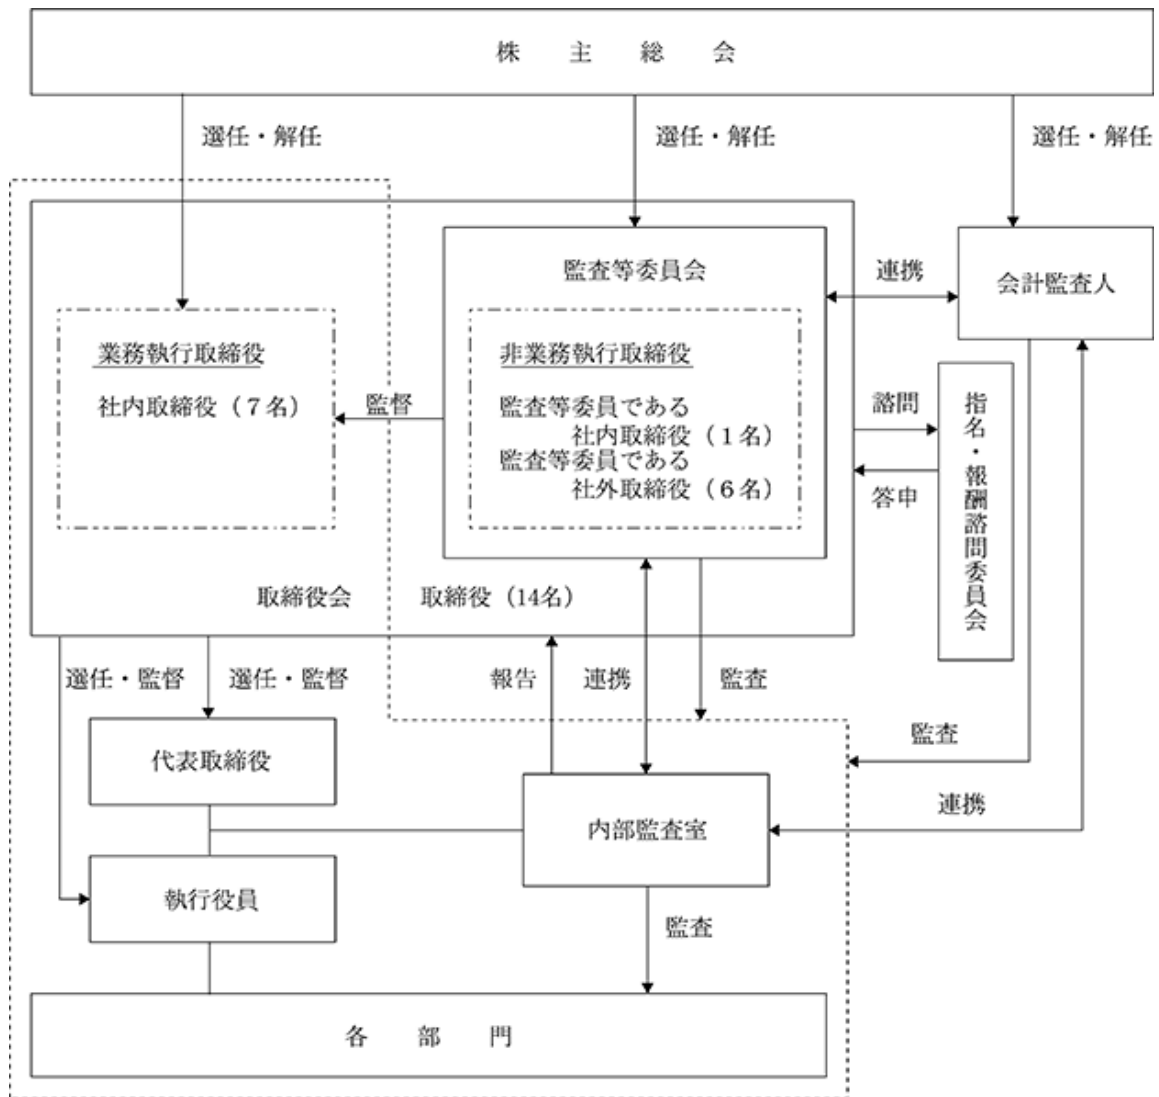 株主総会
選任・解任
選任・解任
選任・解任
監査等委員会
連携
会計監査人
業務執行取締役
社内取締役（７名）
監督
非業務執行取締役
監査等委員である
社内取締役（１名）
監査等委員である
社外取締役（６名）
諮問
答申
指名・報酬諮問委員会
取締役会
取締役（14名）
選任・監督
選任・監督
報告
連携
監査
代表取締役
監査
連携
内部監査室
執行役員
監査
各部門